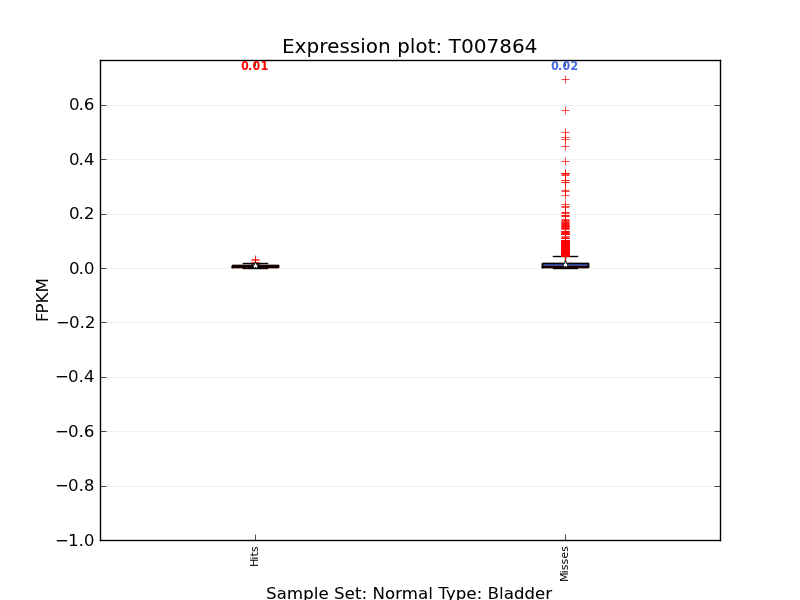 Expression plot: T007864
0.01
0.02
0.6
0.4
0.2
0.0
−0.2
−0.4
−0.6
−0.8
−1.0
FPKM
Hits
Misses
Sample Set: Normal Type: Bladder